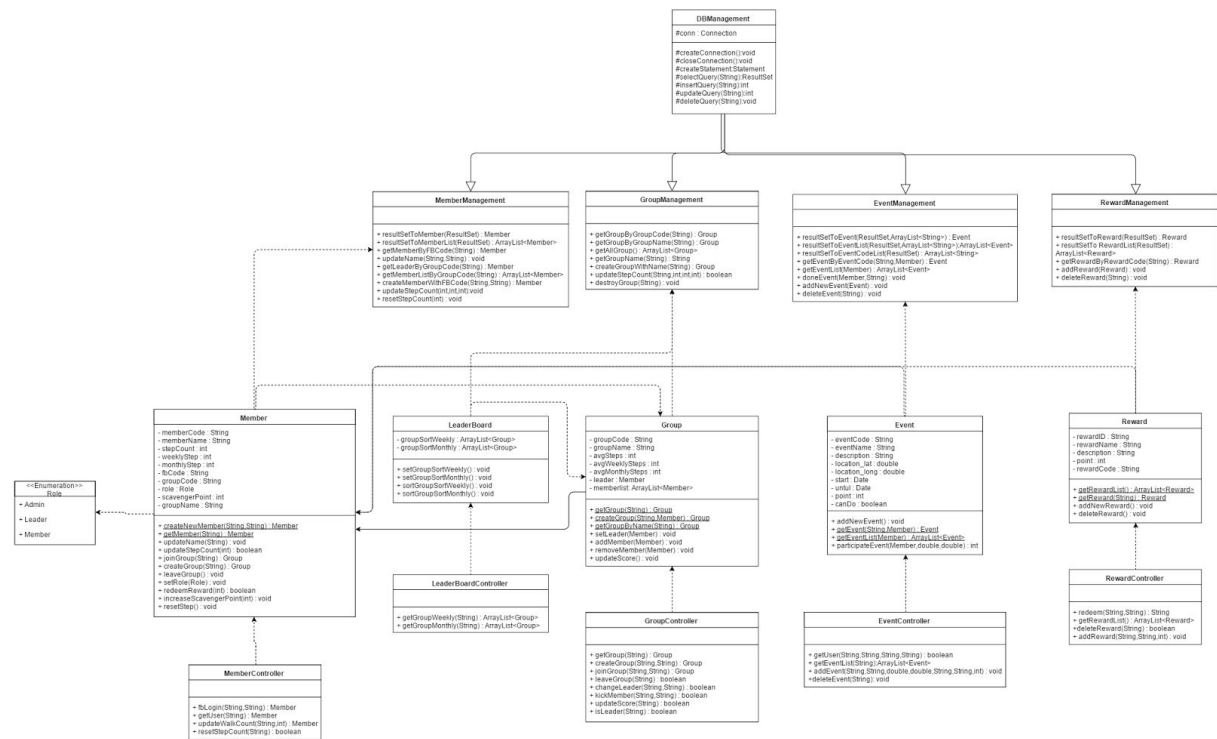 DBManagement
#conn : Connection
#createConnection():void
#closeConnection():void
#createStatement:Statement
#selectQuery(String):ResultSet
#insertQuery(String):int
#updateQuery(String):int
#deleteQuery(String):void
MemberManagement
+ resultSetToMember(ResultSet) : Member
+ resultSetToMemberList(ResultSet) : ArrayList<Member>
+ getMemberByFBCode(String) : Member
+ updateName(String,String) : void
+ getLeaderByGroupCode(String) : Member
+ getMemberListByGroupCode(String) : ArrayList<Member>
+ createMemberWithFBCode(String,String) : Member
+ updateStepCount(int,int,int):void
+ resetStepCount(int) : void
GroupManagement
+ getGroupByGroupCode(String) : Group
+ getGroupByGroupName(String) : Group
+ getAllGroup() : ArrayList<Group>
+ getGroupName(String) : String
+ createGroupWithName(String) : Group
+ updateStepCount(String,int,int,int) : boolean
+ destroyGroup(String) : void
EventManagement
+ resultSetToEvent(ResultSet,ArrayList<String>) : Event
+ resultSetToEventList(ResultSet,ArrayList<String>):ArrayList<Event>
+ resultSetToEventCodeList(ResultSet) : ArrayList<String>
+ getEventByEventCode(String,Member) : Event
+ getEventList(Member) : ArrayList<Event>
+ doneEvent(Member,String) : void
+ addNewEvent(Event) : void
+ deleteEvent(String) : void
RewardManagement
+ resultSetToReward(ResultSet) : Reward
+ resultSetTo RewardList(ResultSet) :
ArrayList<Reward>
+ getRewardByRewardCode(String) : Reward
+ addReward(Reward) : void
+ deleteReward(String) : void
<<Enumeration>>
Role
+ Admin
+ Leader
+ Member
Member
- memberCode : String
- memberName : String
- stepCount : int
- weeklyStep : int
- monthlyStep : int
- fbCode : String
- groupCode : String
- role : Role
- scavengerPoint : int
- groupName : String
+ createNewMember(String,String) : Member
+ getMember(String) : Member
+ updateName(String) : void
+ updateStepCount(int) : boolean
+ joinGroup(String) : Group
+ createGroup(String) : Group
+ leaveGroup() : void
+ setRole(Role) : void
+ redeemReward(int) : boolean
+ increaseScavengerPoint(int) : void
+ resetStep() : void
LeaderBoard
- groupSortWeekly : ArrayList<Group>
- groupSortMonthly : ArrayList<Group>
+ setGroupSortWeekly() : void
+ setGroupSortMonthly() : void
+ sortGroupSortWeekly() : void
+ sortGroupSortMonthly() : void
Group
- groupCode : String
- groupName : String
- avgSteps : int
- avgWeeklySteps : int
- avgMonthlySteps : int
- leader : Member
- memberlist: ArrayList<Member>
+ getGroup(String) : Group
+ createGroup(String,Member) : Group
+ getGroupByName(String) : Group
+ setLeader(Member) : void
+ addMember(Member) : void
+ removeMember(Member) : void
+ updateScore() : void
Event
- eventCode : String
- eventName : String
- description : String
- location_lat : double
- location_long : double
- start : Date
- until : Date
- point : int
- canDo : boolean
+ addNewEvent() : void
+ getEvent(String,Member) : Event
+ getEventList(Member) : ArrayList<Event>
+ participateEvent(Member,double,double) : int
Reward
- rewardID : String
- rewardName : String
- description : String
- point : int
- rewardCode : String
+ getRewardList() : ArrayList<Reward>
+ getReward(String) : Reward
+ addNewReward() : void
+ deleteReward() : void
LeaderBoardController
+ getGroupWeekly(String) : ArrayList<Group>
+ getGroupMonthly(String) : ArrayList<Group>
RewardController
+ redeem(String,String) : String
+ getRewardList() : ArrayList<Reward>
+deleteReward(String) : boolean
+ addReward(String,String,int) : void
GroupController
+ getGroup(String) : Group
+ createGroup(String,String) : Group
+ joinGroup(String,String) : Group
+ leaveGroup(String) : boolean
+ changeLeader(String,String) : boolean
+ kickMember(String,String) : boolean
+ updateScore(String) : boolean
+ isLeader(String) : boolean
EventController
+ getUser(String,String,String,String) : boolean
+ getEventList(String):ArrayList<Event>
+ addEvent(String,String,double,double,String,String,int) : void
+deleteEvent(String): void
MemberController
+ fbLogin(String,String) : Member
+ getUser(String) : Member
+ updateWalkCount(String,int) : Member
+ resetStepCount(String) : boolean